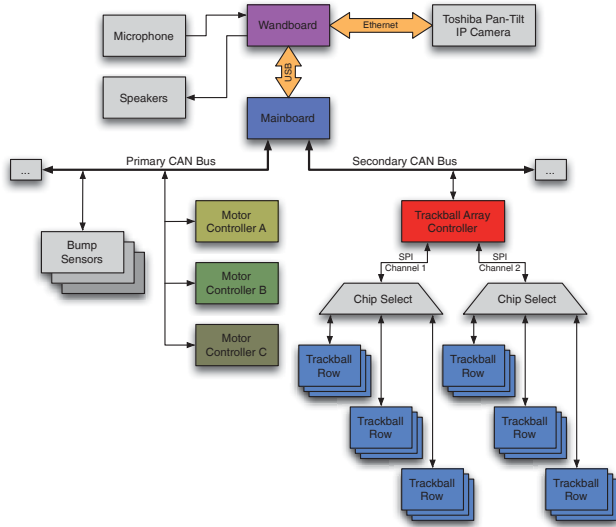 Microphone
Wandboard
Ethernet
Toshiba Pan-Tilt
IP Camera
Speakers
USB
Mainboard
...
Primary CAN Bus
Secondary CAN Bus
...
Bump
Sensors
Motor
Controller A
Motor
Controller B
Motor
Controller C
Trackball Array
Controller
SPI
Channel 1
SPI
Channel 2
Chip Select
Chip Select
Trackball
Row
Trackball
Row
Trackball
Row
Trackball
Row
Trackball
Row
Trackball
Row